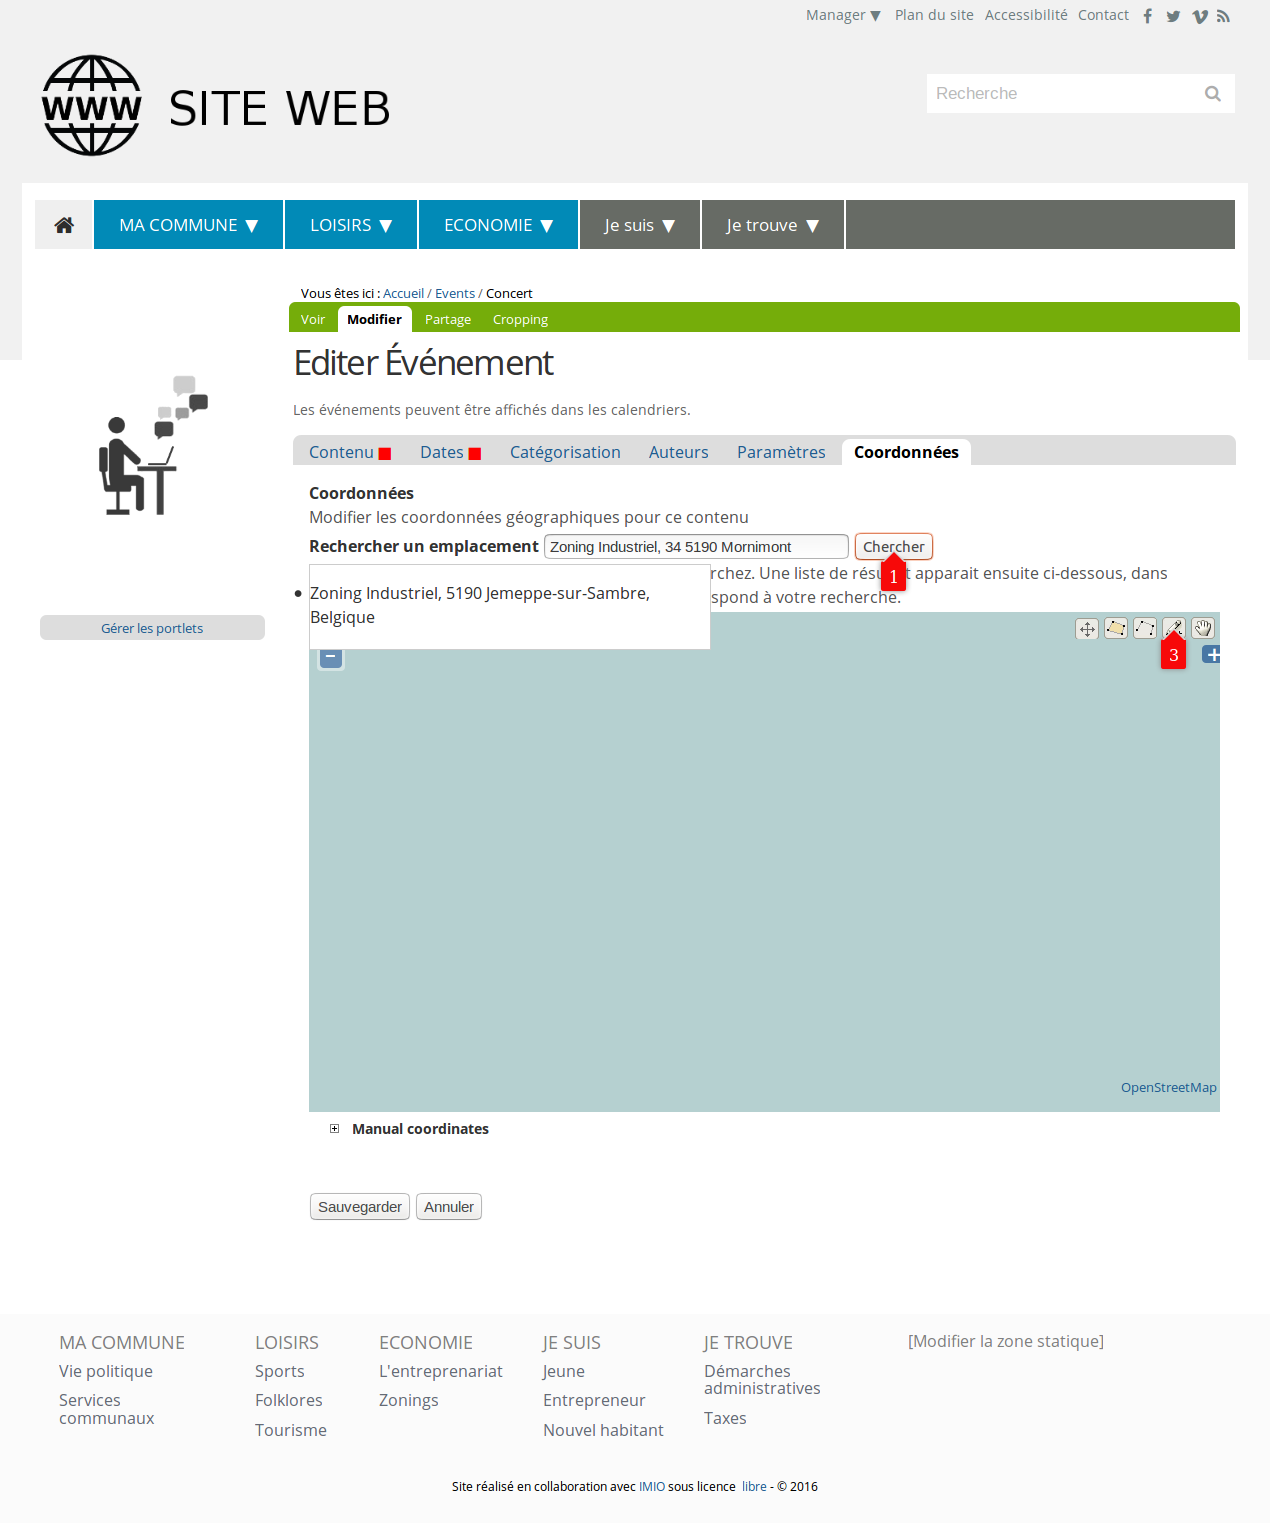 Manager ▼ Plan du site Accessibilité Contact
www SITE WEB
Recherche
MA COMMUNE ▼ LOISIRS ▼ ECONOMIE ▼ Je suis ▼ Je trouve ▼
Vous êtes ici : Accueil / Events / Concert
Voir Modifier Partage Cropping
Editer Événement
Les événements peuvent être affichés dans les calendriers.
Contenu Dates Catégorisation Auteurs Paramètres Coordonnées
Coordonnées
Modifier les coordonnées géographiques pour ce contenu
Rechercher un emplacement Zoning Industriel, 34 5190 Mornimont Chercher
1
rchez. Une liste de résu t apparait ensuite ci-dessous, dans
Zoning Industriel, 5190 Jemeppe-sur-Sambre,
spond à votre recherche.
Belgique
3
OpenStreetMap
Manual coordinates
Sauvegarder Annuler
Gérer les portlets
MA COMMUNE LOISIRS ECONOMIE JE SUIS JE TROUVE [Modifier la zone statique]
Vie politique Sports L'entreprenariat Jeune Démarches
administratives
Services Folklores Zonings Entrepreneur
communaux Taxes
Tourisme Nouvel habitant
Site réalisé en collaboration avec IMIO sous licence libre - © 2016